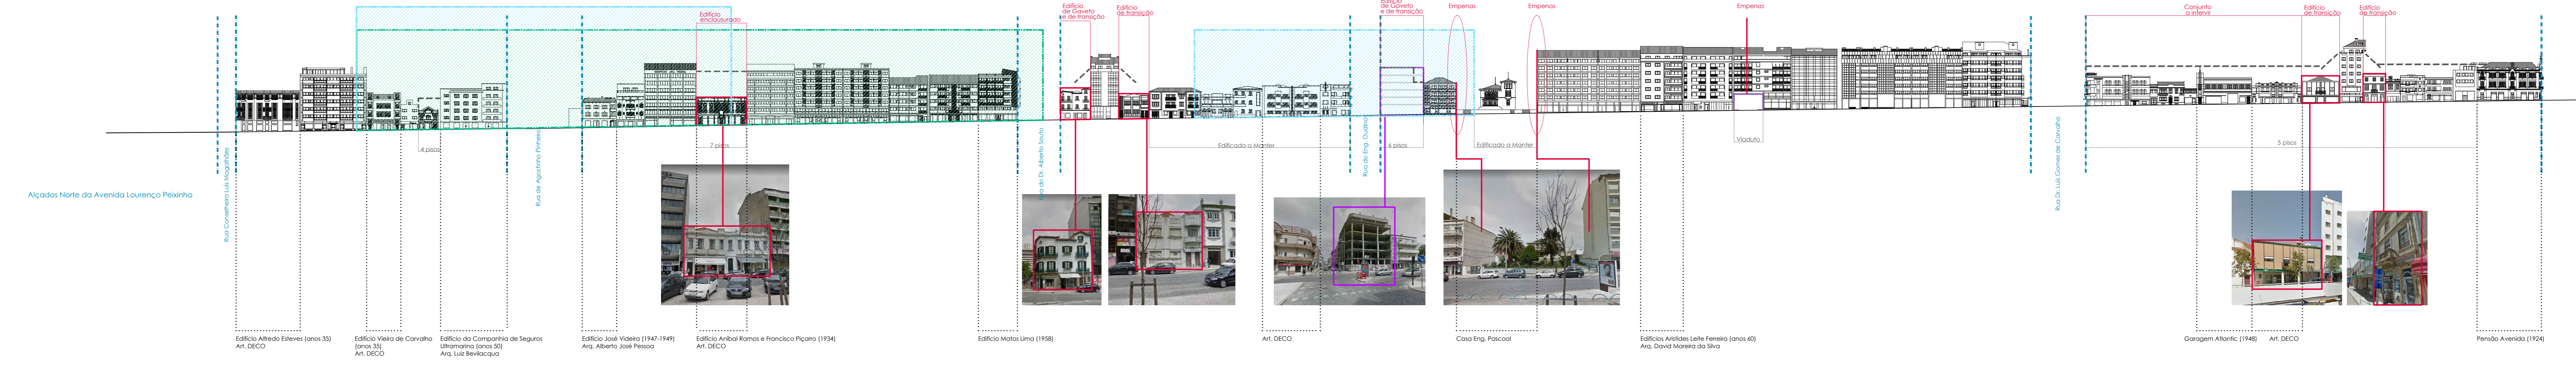 Edifício
enclausurado
Edifício
de Gaveto
e de transição
Edifício
de transição
Edifício
de Gaveto
e de transição
Empenas
Empenas
Empenas
Conjunto
a intervir
Edifício
de transição
Edifício
de transição
4 pisos
7 pisos
Edificado a Manter
6 pisos
Edificado a Manter
Viaduto
5 pisos
Alçados Norte da Avenida Lourenço Peixinho
Rua Conselheiro Luís Magalhães
Rua de Agostinho Pinheiro
Rua do Dr. Alberto Souto
Rua do Eng. Oudinot
Rua Dr. Luís Gomes de Carvalho
Edifício Alfredo Esteves (anos 35)
Art. DECO
Edifício Vieira de Carvalho
(anos 35)
Art. DECO
Edifício da Companhia de Seguros
Ultramarina (anos 50)
Arq. Luiz Bevilacqua
Edifício José Videira (1947-1949)
Arq. Alberto José Pessoa
Edifício Aníbal Ramos e Francisco Piçarro (1934)
Art. DECO
Edifício Matos Lima (1958)
Art. DECO
Casa Eng. Pascoal
Edifícios Aristides Leite Ferreira (anos 60)
Arq. David Moreira da Silva
Garagem Atlantic (1948)
Art. DECO
Pensão Avenida (1924)